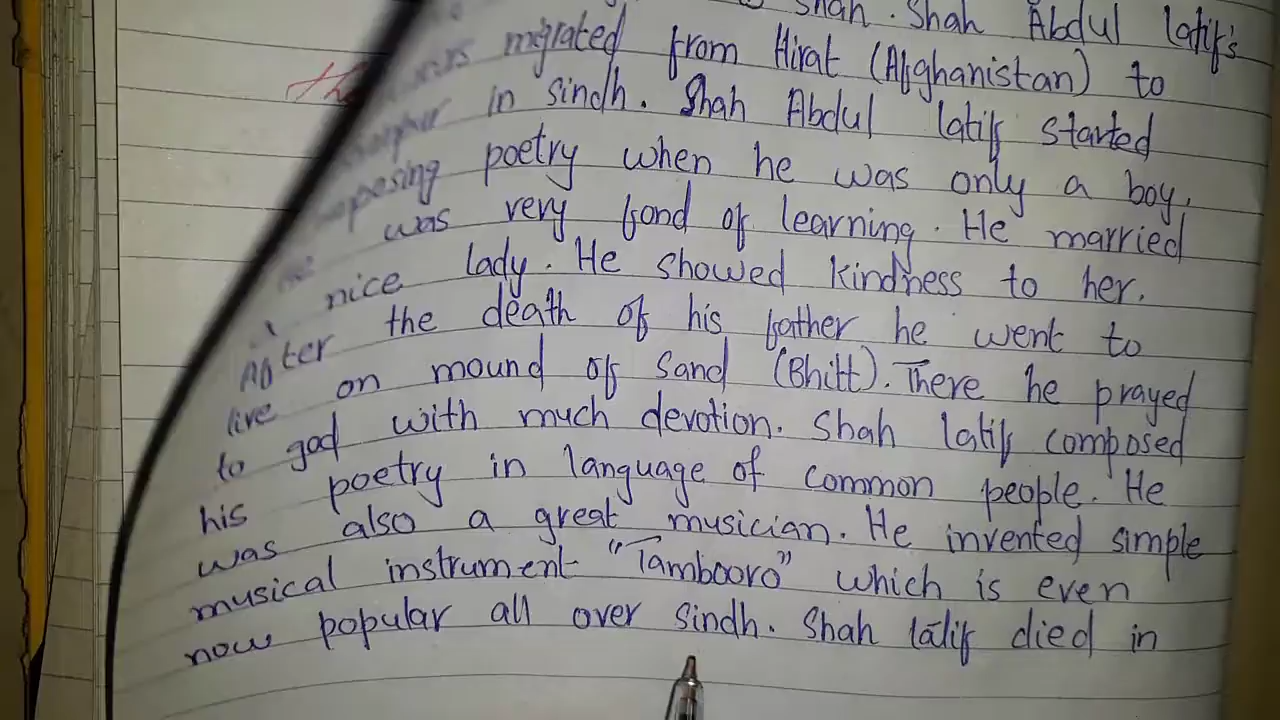 Shah. Shah Abdul latif's
migrated from Hirat (Afghanistan) to
in sindh. Shah Abdul latif started
poetry when he was only a boy.
was very fond of learning. He married
a nice lady. He showed kindness to her.
After the death of his father he went to
live on mound of Sand (Bhitt). There he prayed
to god with much devotion. Shah latif composed
his poetry in language of common people. He
was also a great musician. He invented simple
musical instrument "Tambooro" which is even
now popular all over Sindh. Shah latif died in